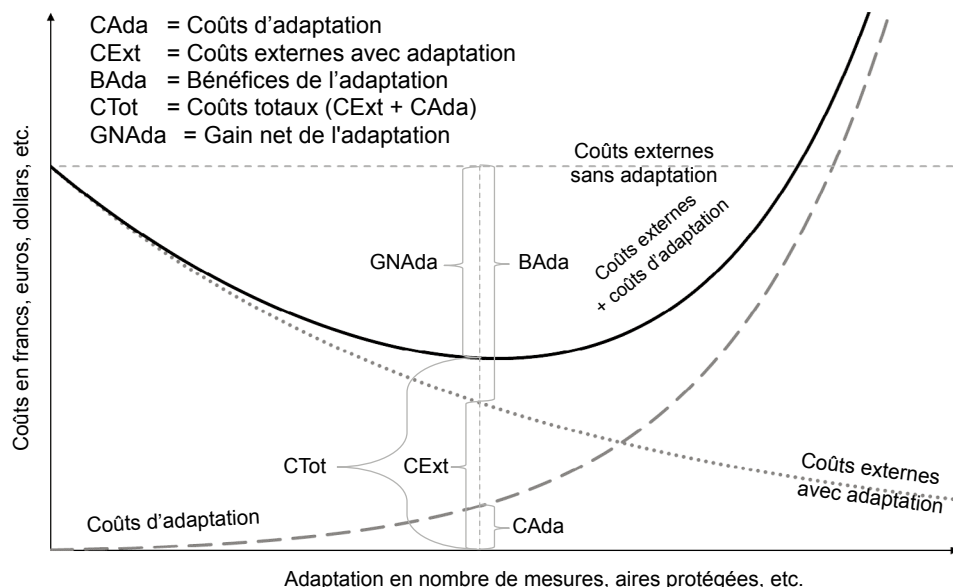 CAda = Coûts d’adaptation
CExt = Coûts externes avec adaptation
BAda = Bénéfices de l’adaptation
CTot = Coûts totaux (CExt + CAda)
GNAda = Gain net de l'adaptation
Coûts en francs, euros, dollars, etc.
Coûts externes
sans adaptation
Coûts externes
+ coûts d’adaptation
GNAda
BAda
CTot
CExt
Coûts externes
avec adaptation
Coûts d’adaptation
CAda
Adaptation en nombre de mesures, aires protégées, etc.